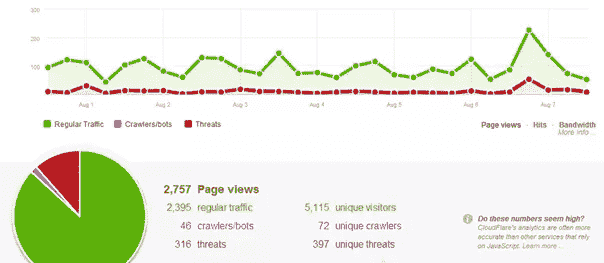 300
200
100
Aug 1 Aug 2 Aug 3 Aug 4 Aug 5 Aug 6 Aug 7
Regular Traffic Crawlers/bots Threats
Page views · Hits · Bandwidth
More info ...
2,757 Page views
2,395 regular traffic 5,115 unique visitors
46 crawlers/bots 72 unique crawlers
316 threats 397 unique threats
Do these numbers seem high?
CloudFlare's analytics are often more
accurate than other services that rely
on JavaScript. Learn more ...